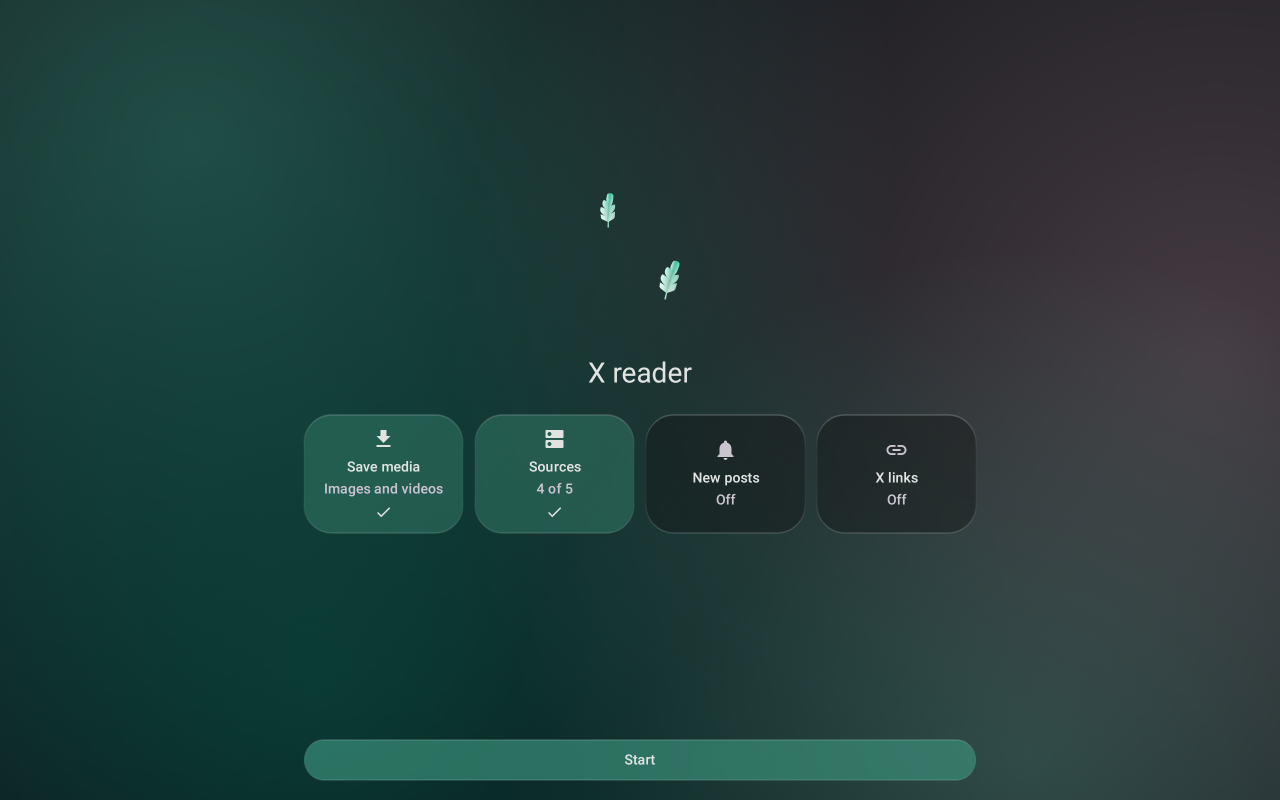 X reader
Save media
Images and videos
Sources
4 of 5
New posts
Off
X links
Off
Start